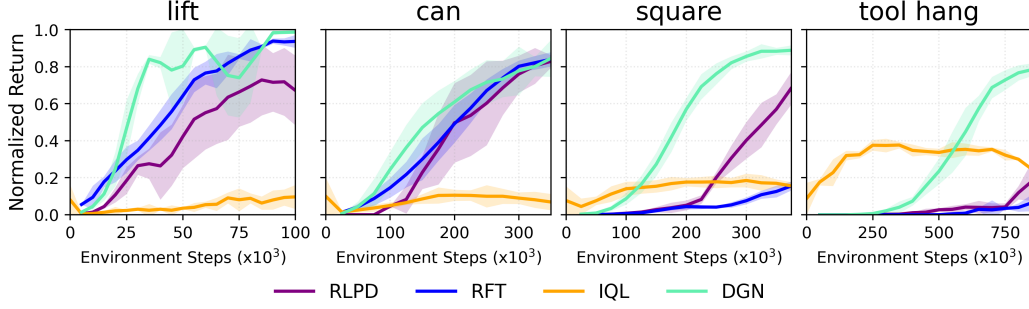 lift can square tool hang
Normalized Return
1.0
0.8
0.6
0.4
0.2
0.0
0 25 50 75 100 0 100 200 300 0 100 200 300 0 250 500 750
Environment Steps (x10³) Environment Steps (x10³) Environment Steps (x10³) Environment Steps (x10³)
RLPD RFT IQL DGN